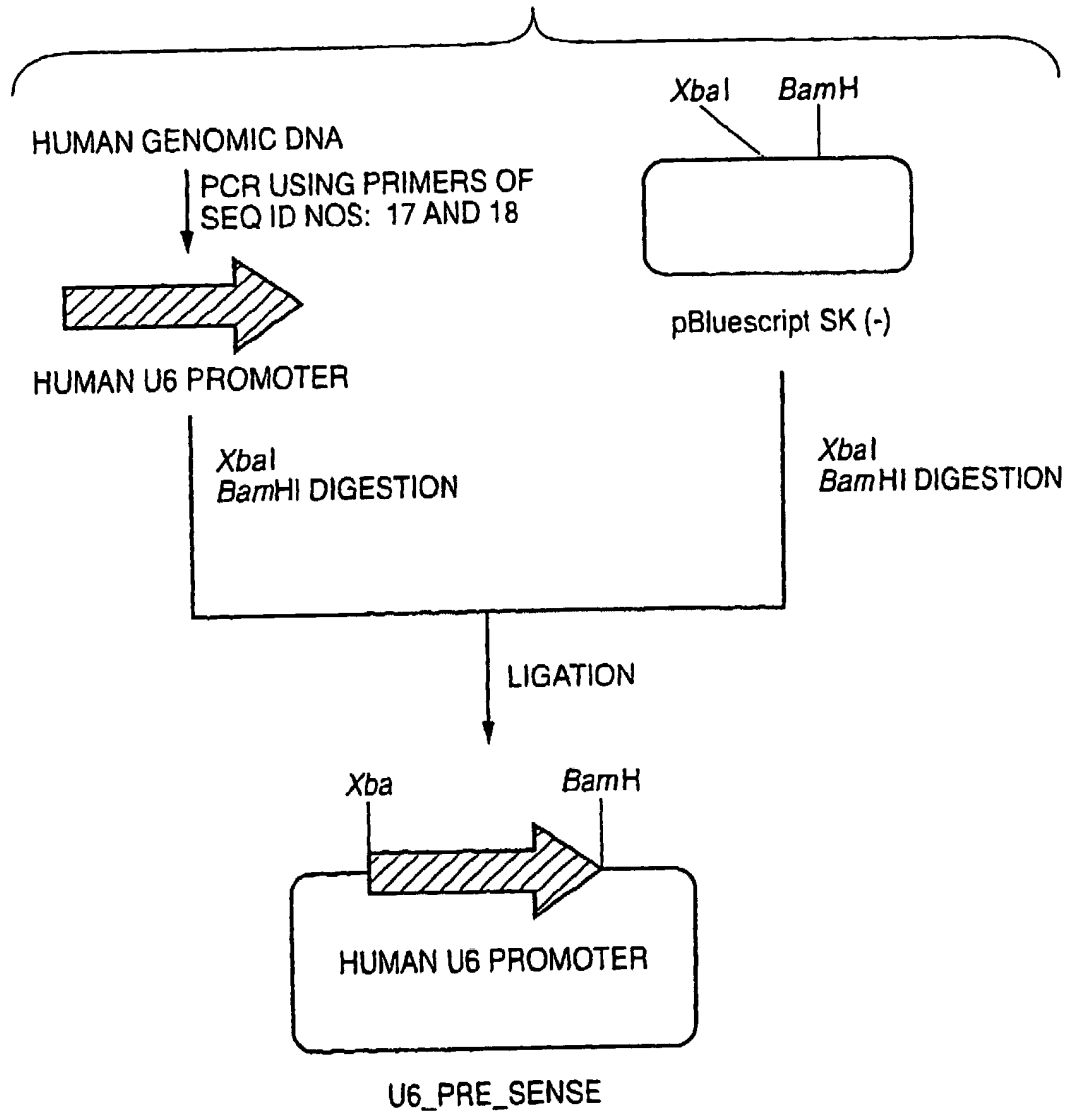 XbaI BamH
HUMAN GENOMIC DNA
PCR USING PRIMERS OF
SEQ ID NOS: 17 AND 18
pBluescript SK (-)
HUMAN U6 PROMOTER
XbaI
BamHI DIGESTION
XbaI
BamHI DIGESTION
LIGATION
Xba BamH
HUMAN U6 PROMOTER
U6_PRE_SENSE